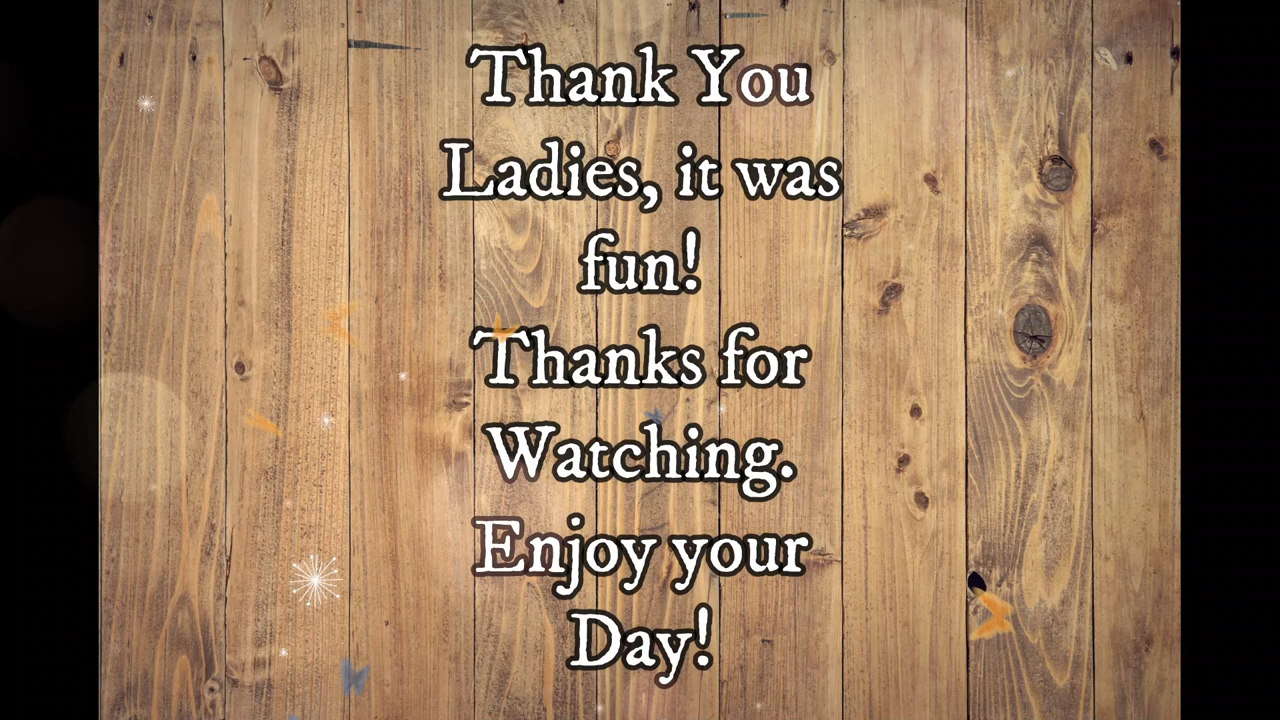 Thank You
Ladies, it was
fun!
Thanks for
Watching.
Enjoy your
Day!